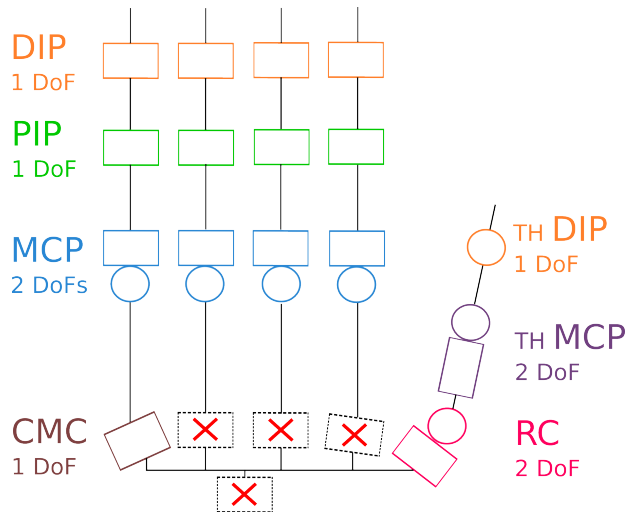 DIP
1 DoF
PIP
1 DoF
MCP
2 DoFs
CMC
1 DoF
TH DIP
1 DoF
TH MCP
2 DoF
RC
2 DoF